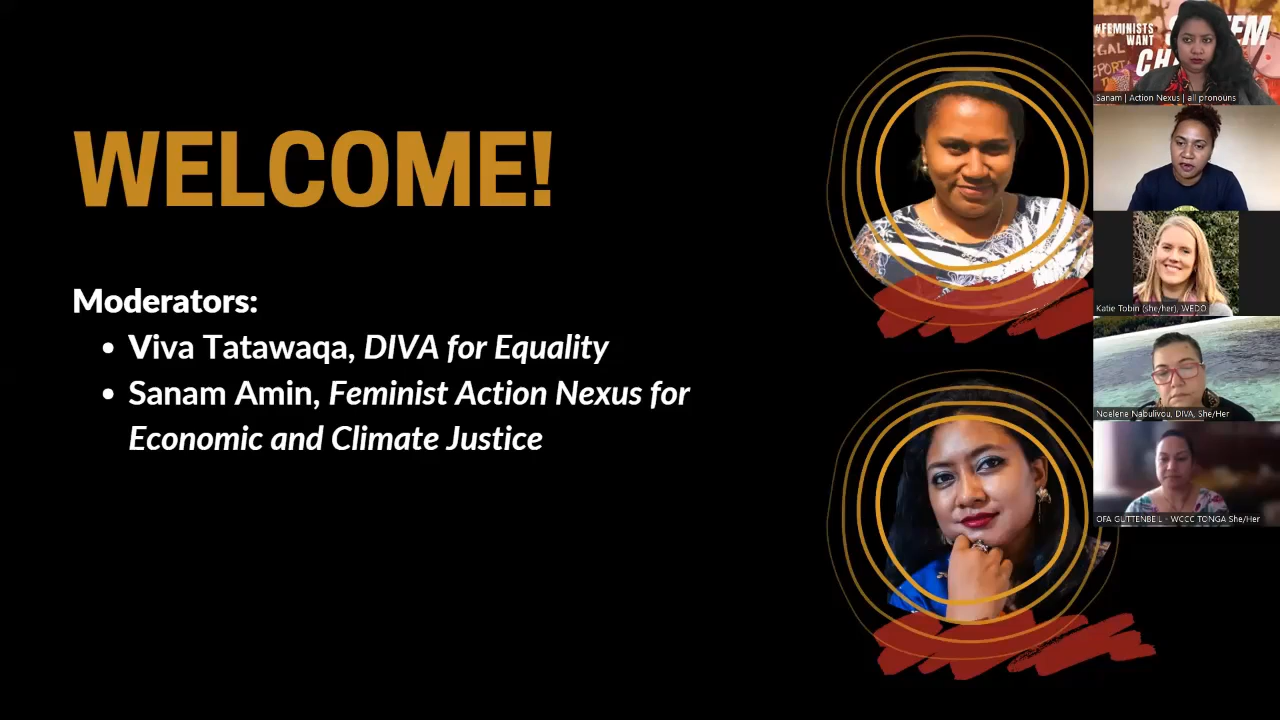 WELCOME!
Moderators:
• Viva Tatawaqa, DIVA for Equality
• Sanam Amin, Feminist Action Nexus for
Economic and Climate Justice
#FEMINISTS
WANT
Sanam | Action Nexus | all pronouns
Katie Tobin (she/her), WEDO
Noelene Nabulivou, DIVA, She/Her
OFA GUTTENBEIL - WCCC TONGA She/Her